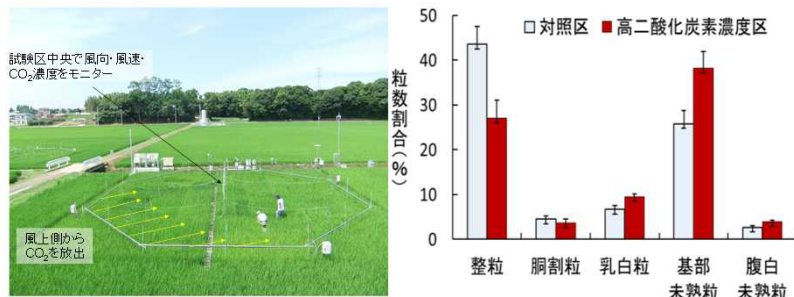 試験区中央で風向・風速・
CO₂濃度をモニター
風上側から
CO₂を放出
対照区 高二酸化炭素濃度区
粒数割合(%)
50
40
30
20
10
0
整粒 胴割粒 乳白粒 基部 腹白
未熟粒 未熟粒